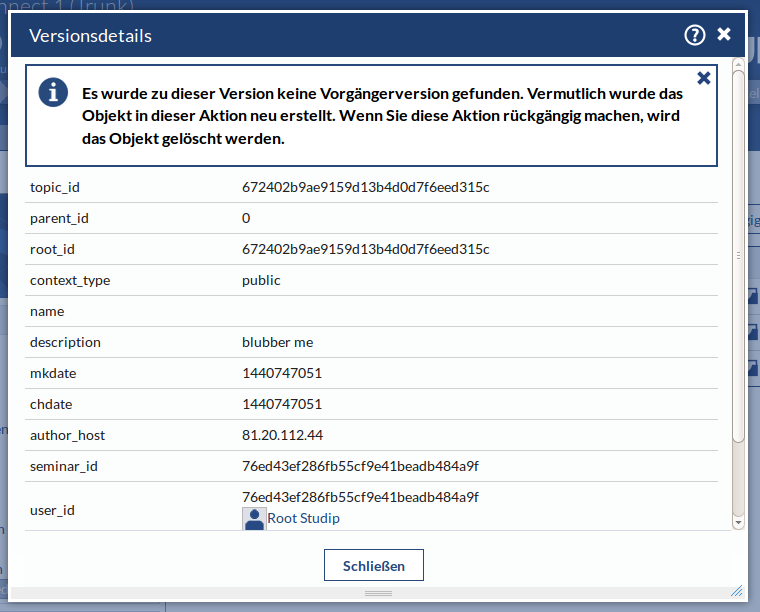 Versionsdetails
Es wurde zu dieser Version keine Vorgängerversion gefunden. Vermutlich wurde das
Objekt in dieser Aktion neu erstellt. Wenn Sie diese Aktion rückgängig machen, wird
das Objekt gelöscht werden.
topic_id 672402b9ae9159d13b4d0d7f6eed315c
parent_id 0
root_id 672402b9ae9159d13b4d0d7f6eed315c
context_type public
name
description blubber me
mkdate 1440747051
chdate 1440747051
author_host 81.20.112.44
seminar_id 76ed43ef286fb55cf9e41beadb484a9f
user_id 76ed43ef286fb55cf9e41beadb484a9f
Root Studip
Schließen